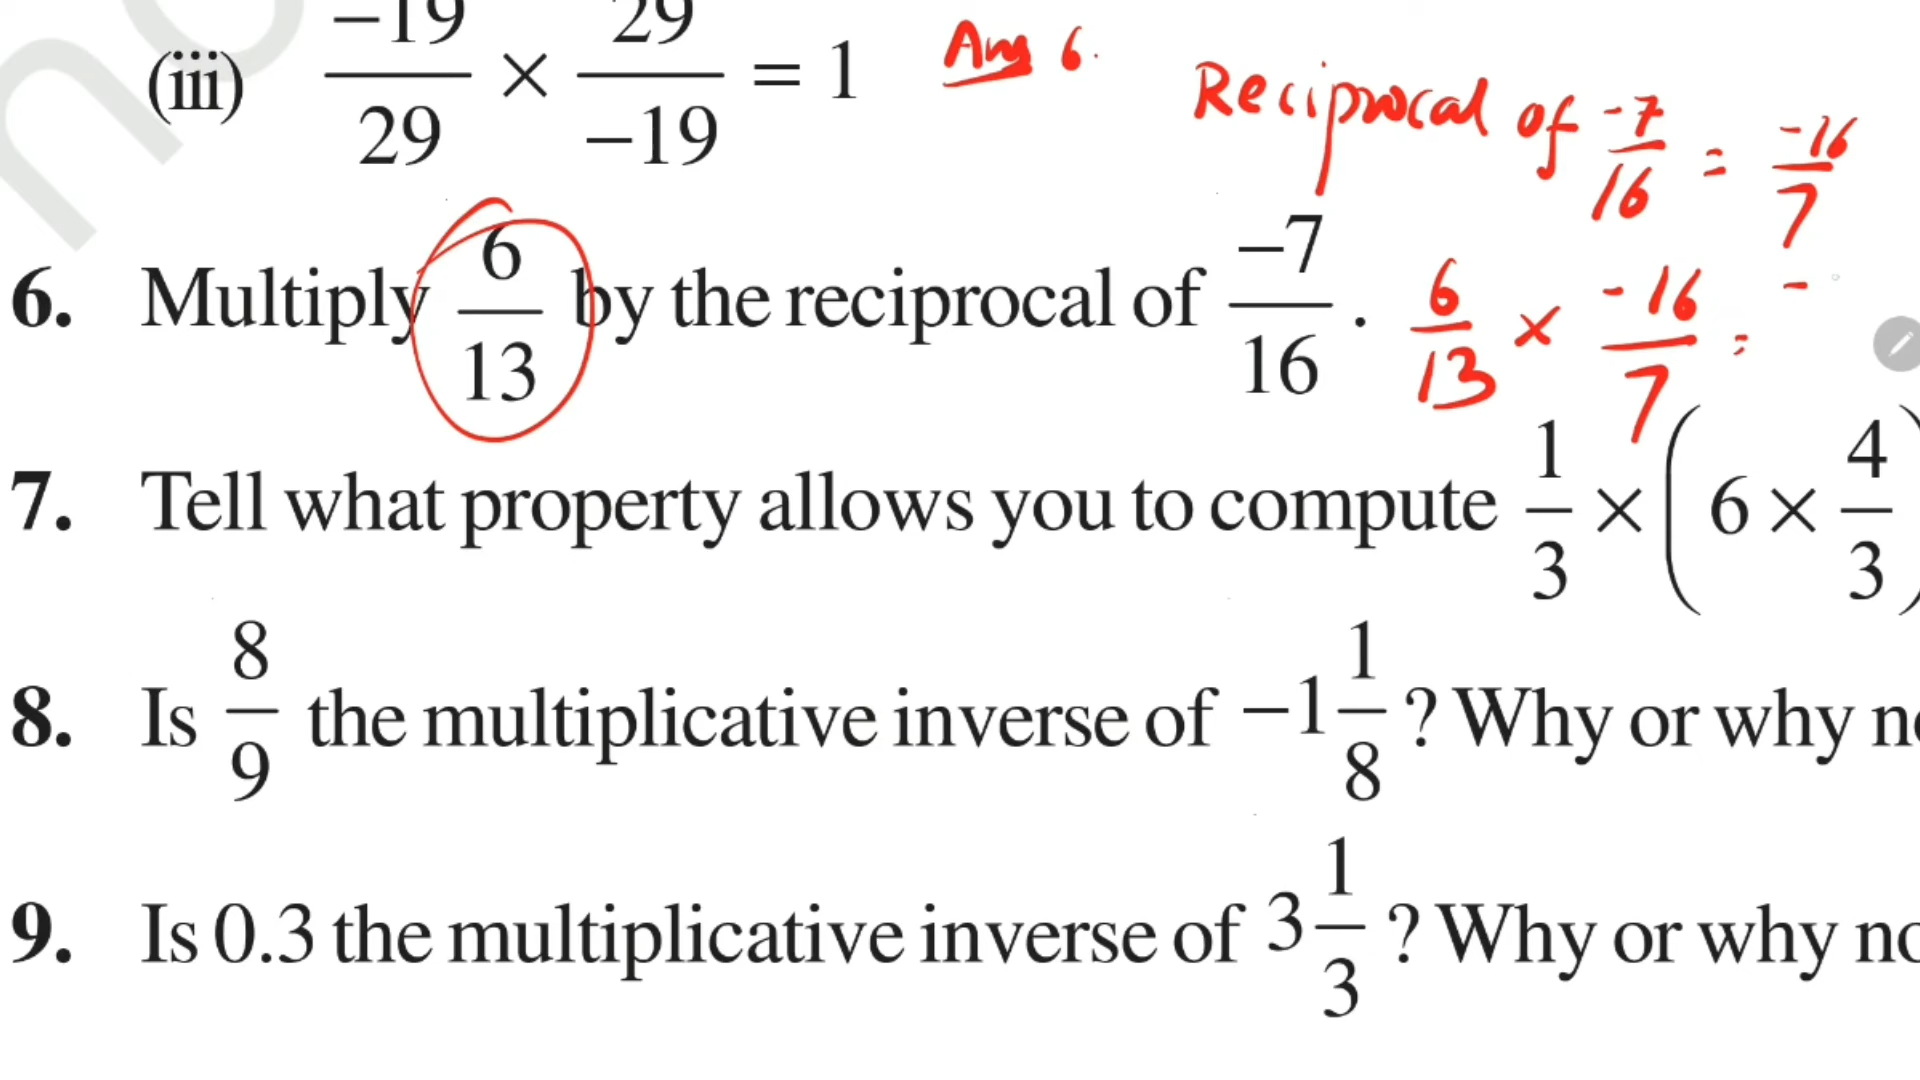 (iii) −19/29 × 29/−19 = 1
Ans 6. Reciprocal of -7/16 = -16/7
6. Multiply 6/13 by the reciprocal of −7/16 .
6/13 × -16/7 = -
7. Tell what property allows you to compute 1/3 × (6 × 4/3)
8. Is 8/9 the multiplicative inverse of −1 1/8 ? Why or why
9. Is 0.3 the multiplicative inverse of 3 1/3 ? Why or why